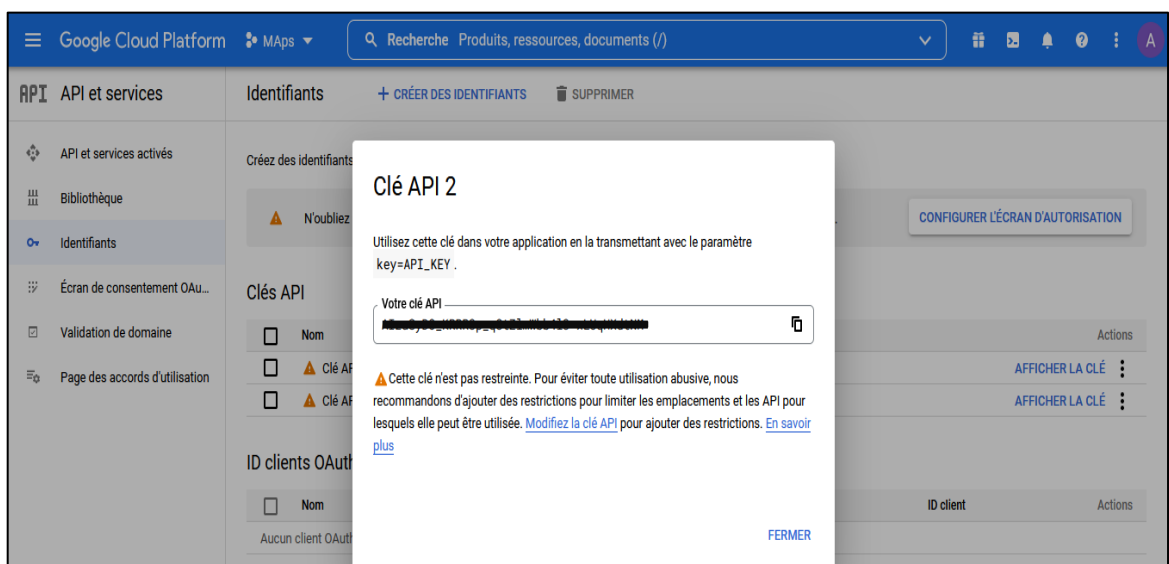 Google Cloud Platform MAps Recherche Produits, ressources, documents (/) A
API API et services Identifiants + CRÉER DES IDENTIFIANTS SUPPRIMER
API et services activés
Bibliothèque
Identifiants
Écran de consentement OAu...
Validation de domaine
Page des accords d'utilisation
Créez des identifiants
N'oubliez
CONFIGURER L'ÉCRAN D'AUTORISATION
Clés API
Nom Actions
Clé AP AFFICHER LA CLÉ
Clé AP AFFICHER LA CLÉ
ID clients OAuth
Nom ID client Actions
Aucun client OAuth
Clé API 2
Utilisez cette clé dans votre application en la transmettant avec le paramètre
key=API_KEY .
Votre clé API
Cette clé n'est pas restreinte. Pour éviter toute utilisation abusive, nous
recommandons d'ajouter des restrictions pour limiter les emplacements et les API pour
lesquels elle peut être utilisée. Modifiez la clé API pour ajouter des restrictions. En savoir
plus
FERMER